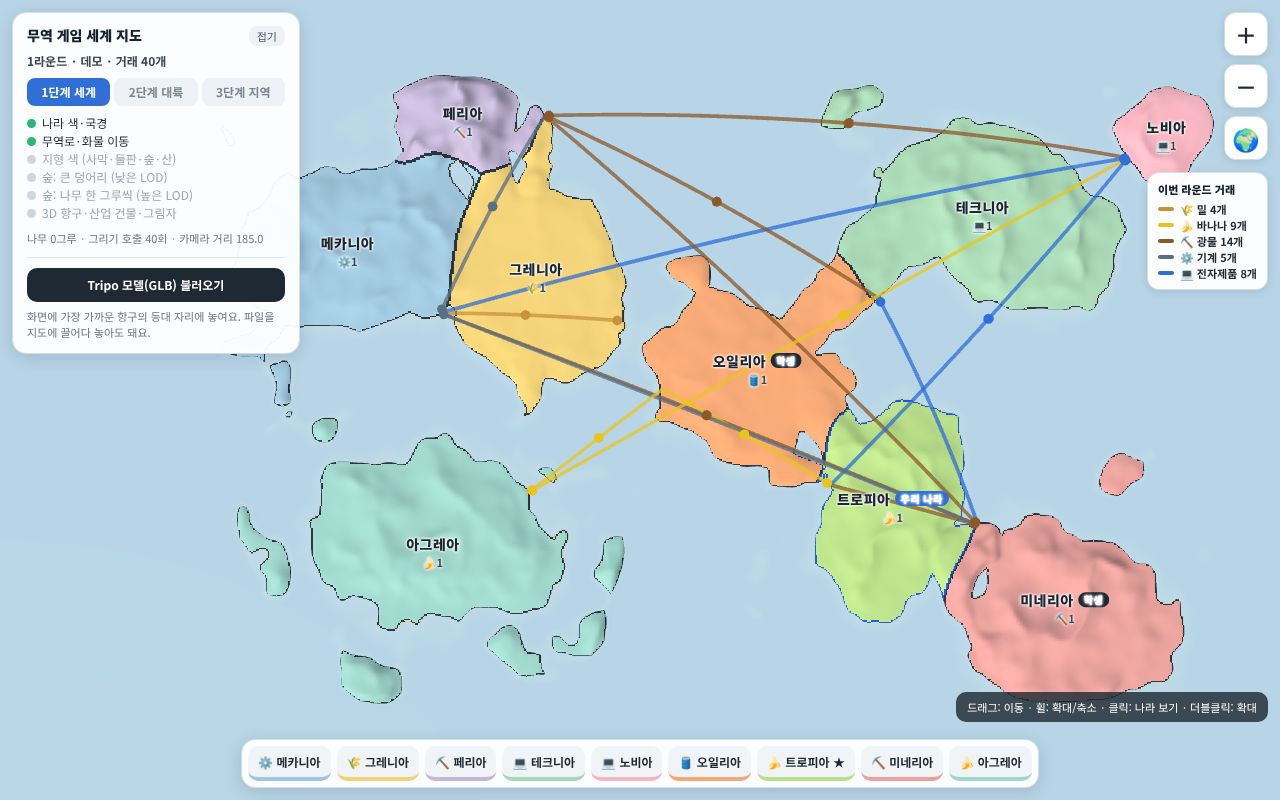 무역 게임 세계 지도
접기
1라운드 · 데모 · 거래 40개
1단계 세계
2단계 대륙
3단계 지역
나라 색·국경
무역로·화물 이동
지형 색 (사막·들판·숲·산)
숲: 큰 덩어리 (낮은 LOD)
숲: 나무 한 그루씩 (높은 LOD)
3D 항구·산업 건물·그림자
나무 0그루 · 그리기 호출 40회 · 카메라 거리 185.0
Tripo 모델(GLB) 불러오기
화면에 가장 가까운 항구의 등대 자리에 놓여요. 파일을
지도에 끌어다 놓아도 돼요.
페리아
⛏️1
노비아
💻1
메카니아
⚙️1
그레니아
🌾1
테크니아
💻1
오일리아 학생
🛢️1
트로피아 우리 나라
🍌1
아그레아
🍌1
미네리아 학생
⛏️1
+
−
이번 라운드 거래
🌾 밀 4개
🍌 바나나 9개
⛏️ 광물 14개
⚙️ 기계 5개
💻 전자제품 8개
드래그: 이동 · 휠: 확대/축소 · 클릭: 나라 보기 · 더블클릭: 확대
⚙️ 메카니아
🌾 그레니아
⛏️ 페리아
💻 테크니아
💻 노비아
🛢️ 오일리아
🍌 트로피아 ★
⛏️ 미네리아
🍌 아그레아